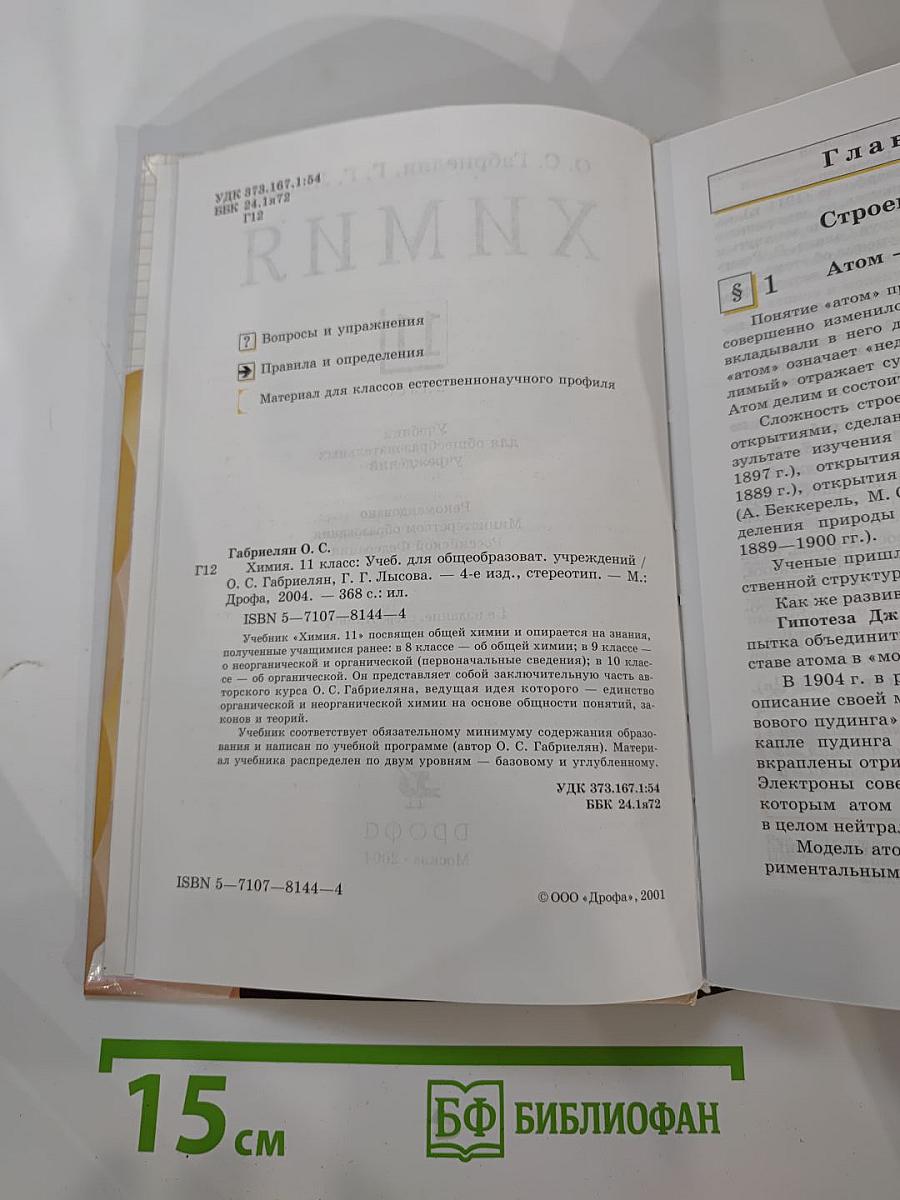 УДК 373.167.1:54
ББК 24.1я72
Г12
? Вопросы и упражнения
Правила и определения
Материал для классов естественнонаучного профиля
Габриелян О. С.
Г12 Химия. 11 класс: Учеб. для общеобразоват. учреждений /
О. С. Габриелян, Г. Г. Лысова. — 4-е изд., стереотип. — М.:
Дрофа, 2004. — 368 с.: ил.
ISBN 5—7107—8144—4
Учебник «Химия. 11» посвящен общей химии и опирается на знания,
полученные учащимися ранее: в 8 классе — об общей химии; в 9 классе —
о неорганической и органической (первоначальные сведения); в 10 клас-
се — об органической. Он представляет собой заключительную часть ав-
торского курса О. С. Габриеляна, ведущая идея которого — единство
органической и неорганической химии на основе общности понятий, за-
конов и теорий.
Учебник соответствует обязательному минимуму содержания образо-
вания и написан по учебной программе (автор О. С. Габриелян). Матери-
ал учебника распределен по двум уровням — базовому и углубленному.
УДК 373.167.1:54
ББК 24.1я72
ISBN 5—7107—8144—4
© ООО «Дрофа», 2001
Глав
Строе
§ 1 Атом —
Понятие «атом» п
совершенно изменило
вкладывали в него д
«атом» означает «нед
лимый» отражает су
Атом делим и состоит
Сложность строе
открытиями, сделан
зультате изучения
1897 г.), открытия
1889 г.), открытия
(А. Беккерель, М. С
деления природы
1889—1900 гг.).
Ученые пришл
ственной структур
Как же развив
Гипотеза Дж
пытка объединит
ставе атома в «мо
В 1904 г. в р
описание своей м
вового пудинга»
капле пудинга
вкраплены отри
Электроны сове
которым атом
в целом нейтрал
Модель ато
риментальным
15 см
БФ БИБЛИОФАН